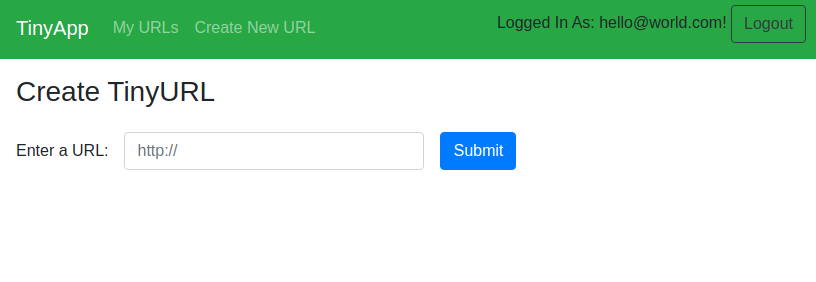 TinyApp My URLs Create New URL Logged In As: hello@world.com! Logout
Create TinyURL
Enter a URL: http:// Submit